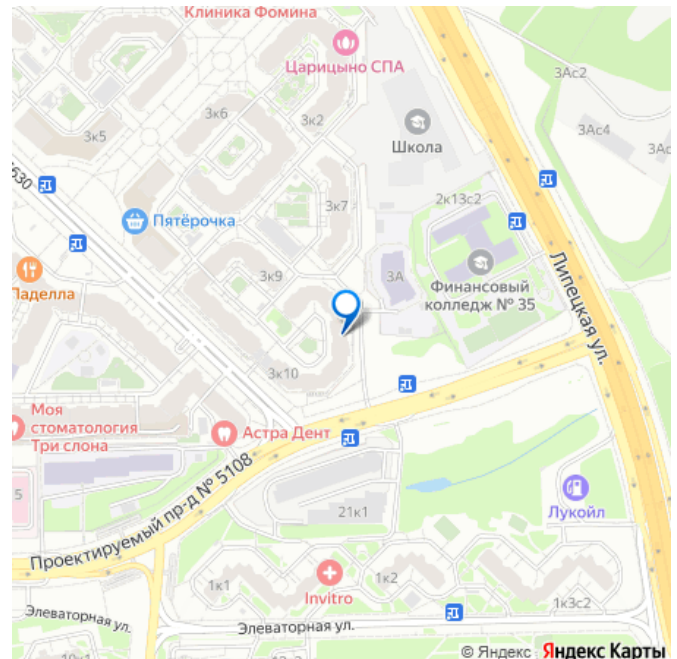 Клиника Фомина
Царицыно СПА
3Ас2
3к6
3к2
3к5
Школа
3Ас4
3Ас
5630
2к13с2
3к7
Пятёрочка
3к9
3А
Финансовый
колледж № 35
Липецкая ул.
Паделла
3к10
Моя
стоматология
Три слона
Астра Дент
5
Проектируемый пр-д № 5108
21к1
Лукойл
1к1
Invitro
1к2
1к3с2
Элеваторная ул.
Элеваторная ул.
© Яндекс Яндекс Карты